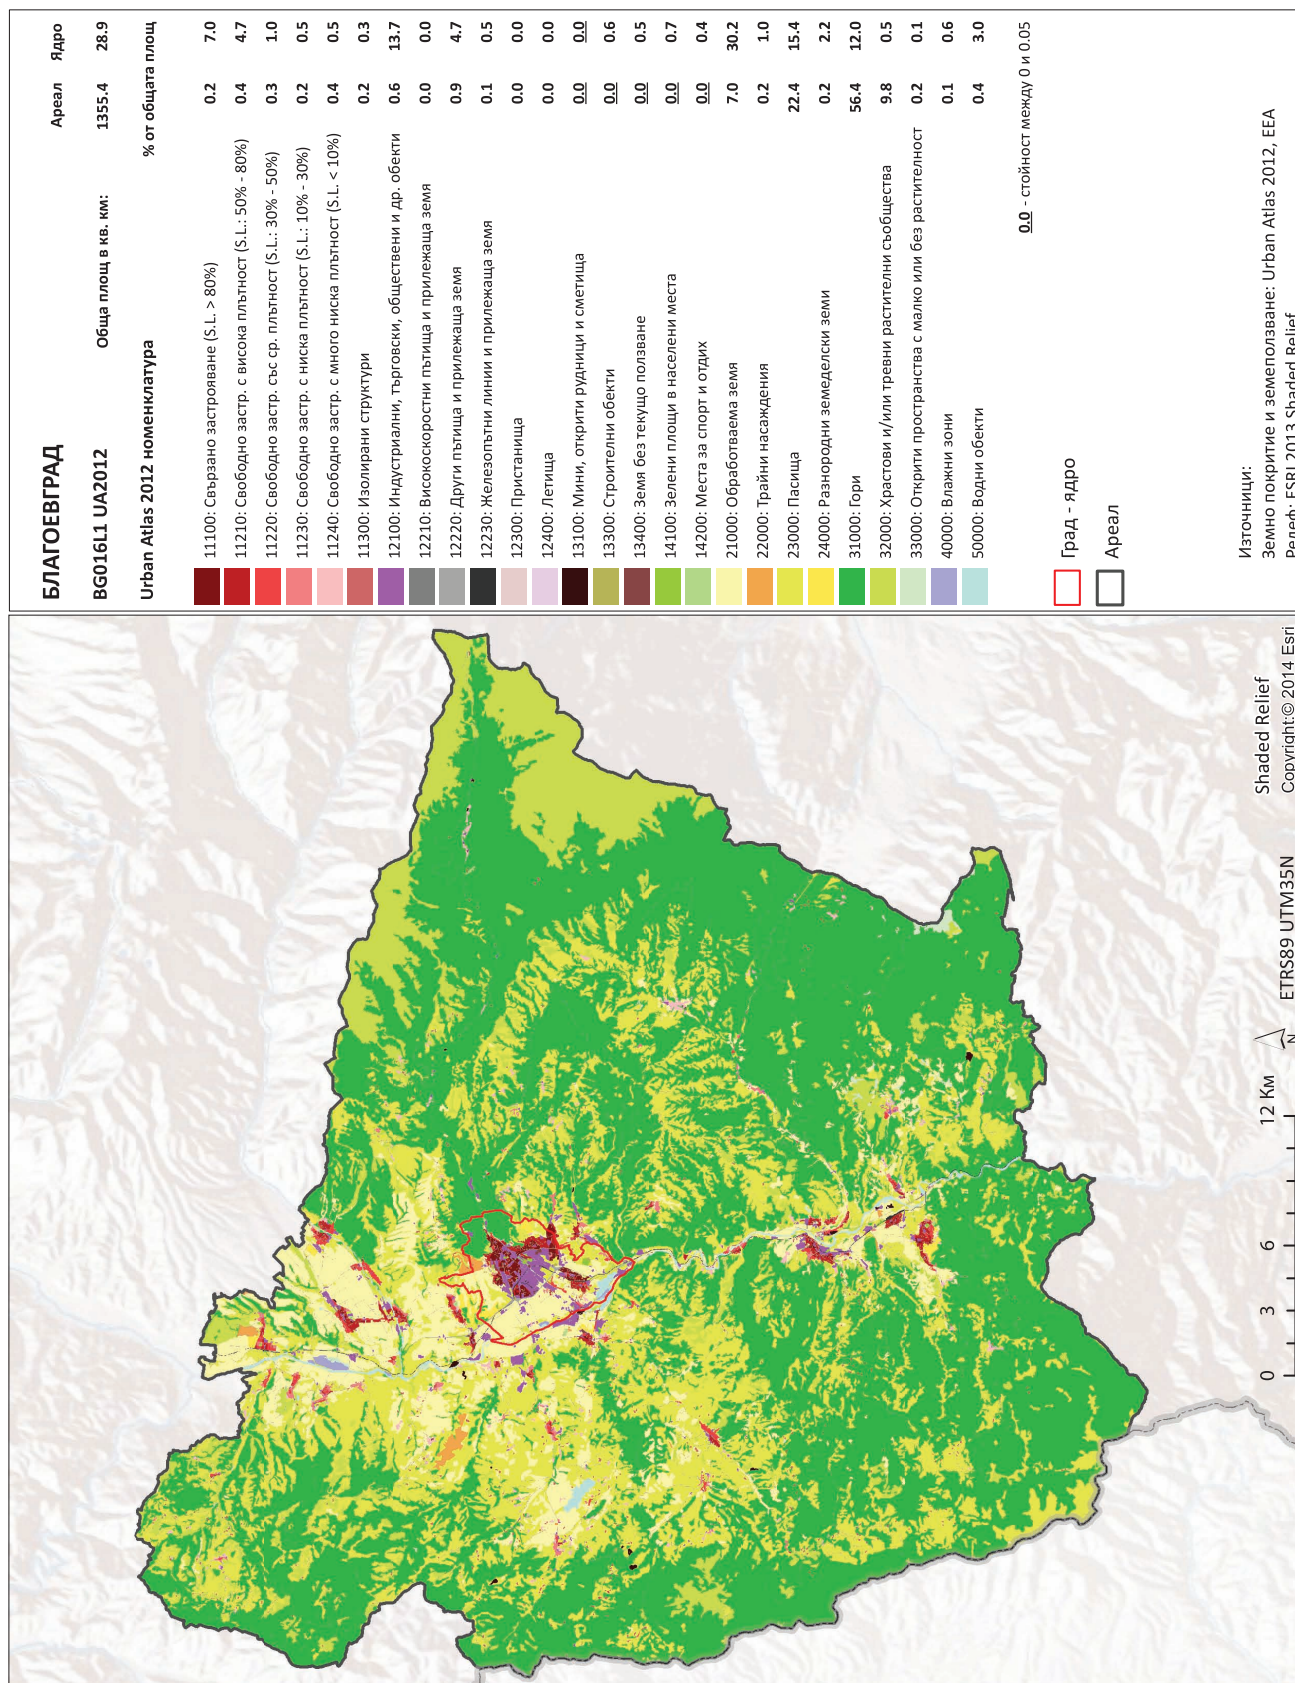 БЛАГОЕВГРАД
Ареал Ядро
BG016L1 UA2012 Обща площ в кв. км: 1355.4 28.9
Urban Atlas 2012 номенклатура % от общата площ
11100: Свързано застрояване (S.L. > 80%) 0.2 7.0
11210: Свободно застр. с висока плътност (S.L.: 50% - 80%) 0.4 4.7
11220: Свободно застр. със ср. плътност (S.L.: 30% - 50%) 0.3 1.0
11230: Свободно застр. с ниска плътност (S.L.: 10% - 30%) 0.2 0.5
11240: Свободно застр. с много ниска плътност (S.L. < 10%) 0.4 0.5
11300: Изолирани структури 0.2 0.3
12100: Индустриални, търговски, обществени и др. обекти 0.6 13.7
12210: Високоскоростни пътища и прилежаща земя 0.0 0.0
12220: Други пътища и прилежаща земя 0.9 4.7
12230: Железопътни линии и прилежаща земя 0.1 0.5
12300: Пристанища 0.0 0.0
12400: Летища 0.0 0.0
13100: Мини, открити рудници и сметища 0.0 0.0
13300: Строителни обекти 0.0 0.6
13400: Земя без текущо ползване 0.0 0.5
14100: Зелени площи в населени места 0.0 0.7
14200: Места за спорт и отдих 0.0 0.4
21000: Обработваема земя 7.0 30.2
22000: Трайни насаждения 0.2 1.0
23000: Пасища 22.4 15.4
24000: Разнородни земеделски земи 0.2 2.2
31000: Гори 56.4 12.0
32000: Храстови и/или тревни растителни съобщества 9.8 0.5
33000: Открити пространства с малко или без растителност 0.2 0.1
40000: Влажни зони 0.1 0.6
50000: Водни обекти 0.4 3.0
0.0 - стойност между 0 и 0.05
Град - ядро
Ареал
Източници:
Земно покритие и земеползване: Urban Atlas 2012, EEA
Релеф: ESRI 2013 Shaded Relief
Shaded Relief
Copyright:© 2014 Esri
0 3 6 12 Км
N
ETRS89 UTM35N